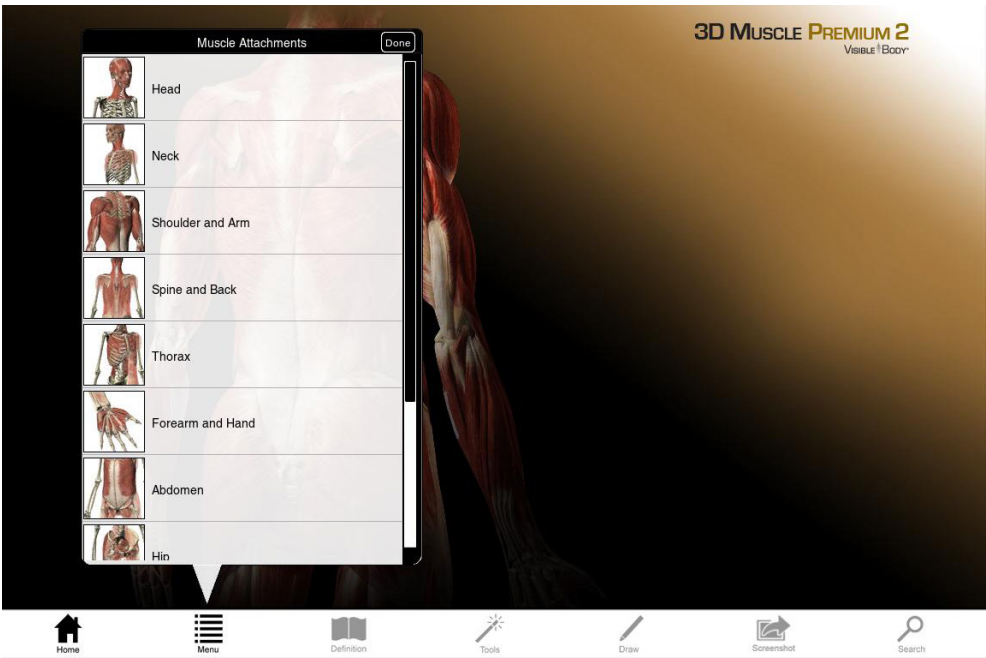 3D MUSCLE PREMIUM 2
VISIBLE BODY®
Muscle Attachments
Done
Head
Neck
Shoulder and Arm
Spine and Back
Thorax
Forearm and Hand
Abdomen
Hip
Home
Menu
Definition
Tools
Draw
Screenshot
Search